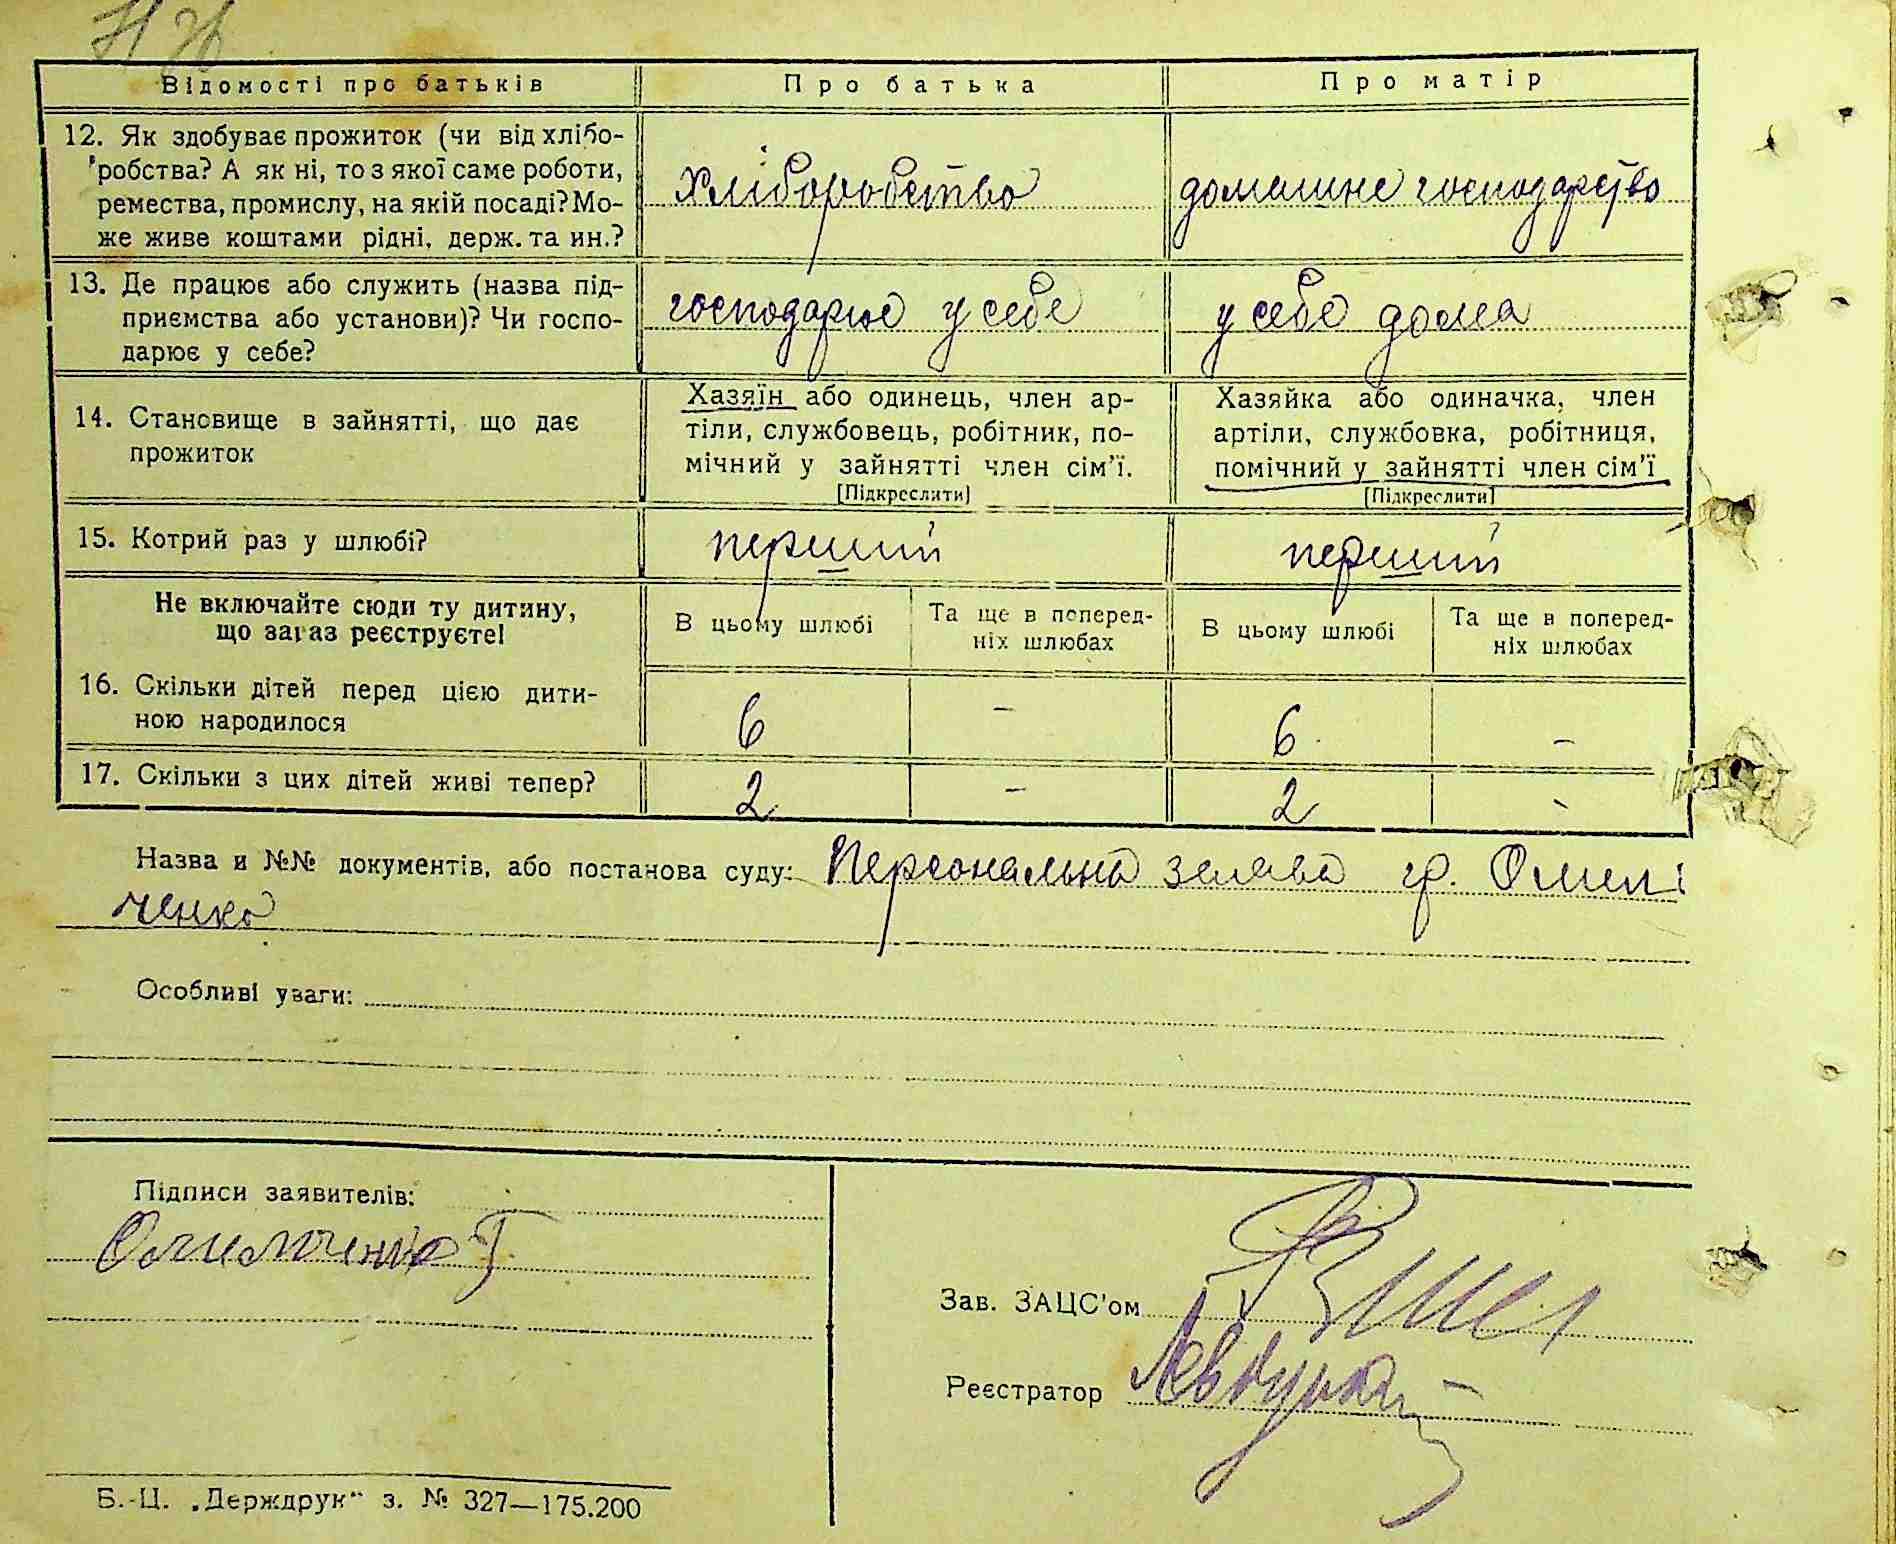 Відомості про батьків Про батька Про матір
12. Як здобуває прожиток (чи від хлібо-
робства? А як ні, то з якої саме роботи,
ремества, промислу, на якій посаді? Мо-
же живе коштами рідні, держ. та ин.?
Хліборобство
домашнє господарство
13. Де працює або служить (назва під-
приємства або установи)? Чи госпо-
дарює у себе?
господарює у себе
у себе дома
14. Становище в зайнятті, що дає
прожиток
Хазяїн або одинець, член ар-
тіли, службовець, робітник, по-
мічний у зайнятті член сім'ї.
[Підкреслити]
Хазяйка або одиначка, член
артіли, службовка, робітниця,
помічний у зайнятті член сім'ї
[Підкреслити]
15. Котрий раз у шлюбі?
перший
перший
Не включайте сюди ту дитину,
що зараз реєструєте!
В цьому шлюбі
Та ще в поперед-
ніх шлюбах
В цьому шлюбі
Та ще в поперед-
ніх шлюбах
16. Скільки дітей перед цією дити-
ною народилося
6 - 6 -
17. Скільки з цих дітей живі тепер?
2 - 2 -
Назва и №№ документів, або постанова суду: Персональна заява гр.
Особливі уваги:
Підписи заявителів:
Зав. ЗАЦС'ом
Реєстратор
Б.-Ц. „Держдрук" з. № 327—175.200